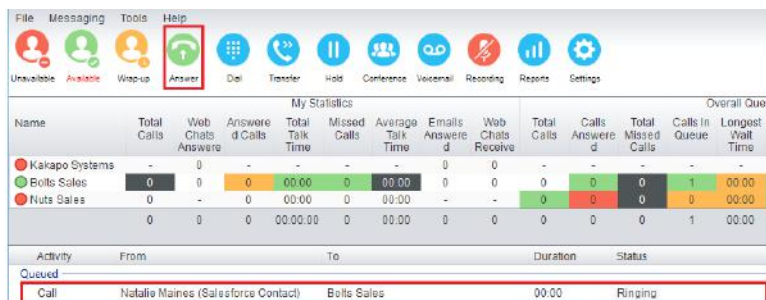 File Messaging Tools Help
Unavailable Available Wrap-up Answer Dial Transfer Hold Conference Voicemail Recording Reports Settings
My Statistics Overall Que
Name Total Calls Web Chats Answere Answere d Calls Total Talk Time Missed Calls Average Talk Time Emails Answere d Web Chats Receive Total Calls Calls Answere d Total Missed Calls Calls In Queue Longest Wait Time
Kakapo Systems - 0 - - - - 0 0 - - - - -
Bolts Sales 0 0 0 00:00 0 00:00 0 0 0 0 0 1 00:00
Nuts Sales 0 - 0 00:00 0 00:00 - - 0 0 0 0 00:00
0 0 0 00:00:00 0 00:00 0 0 0 0 0 1 00:00
Activity From To Duration Status
Queued
Call Natalie Maines (Salesforce Contact) Bolts Sales 00:00 Ringing